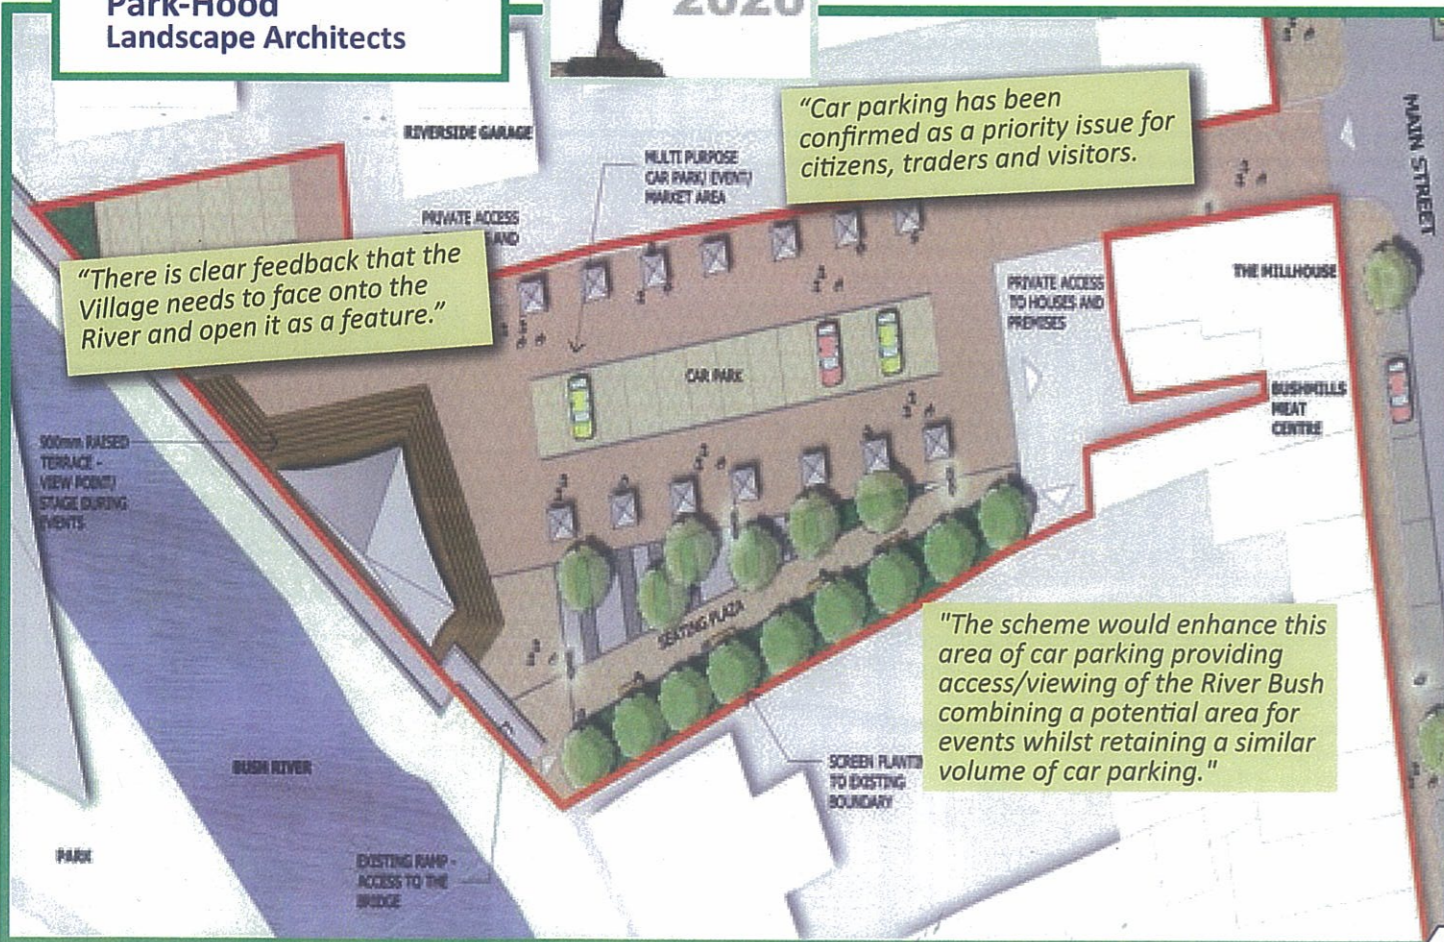 Park-Hood
Landscape Architects
2020
RIVERSIDE GARAGE
MULTI PURPOSE
CAR PARK/ EVENT/
MARKET AREA
"Car parking has been
confirmed as a priority issue for
citizens, traders and visitors.
MAIN STREET
PRIVATE ACCESS
AND
"There is clear feedback that the
Village needs to face onto the
River and open it as a feature."
PRIVATE ACCESS
TO HOUSES AND
PREMISES
THE MILLHOUSE
CAR PARK
BUSHMILLS
MEAT
CENTRE
900mm RAISED
TERRACE -
VIEW POINT/
STAGE DURING
EVENTS
SEATING PLAZA
"The scheme would enhance this
area of car parking providing
access/viewing of the River Bush
combining a potential area for
events whilst retaining a similar
volume of car parking."
SCREEN
TO EXISTING
BOUNDARY
BUSH RIVER
PARK
EXISTING RAMP -
ACCESS TO THE
BRIDGE